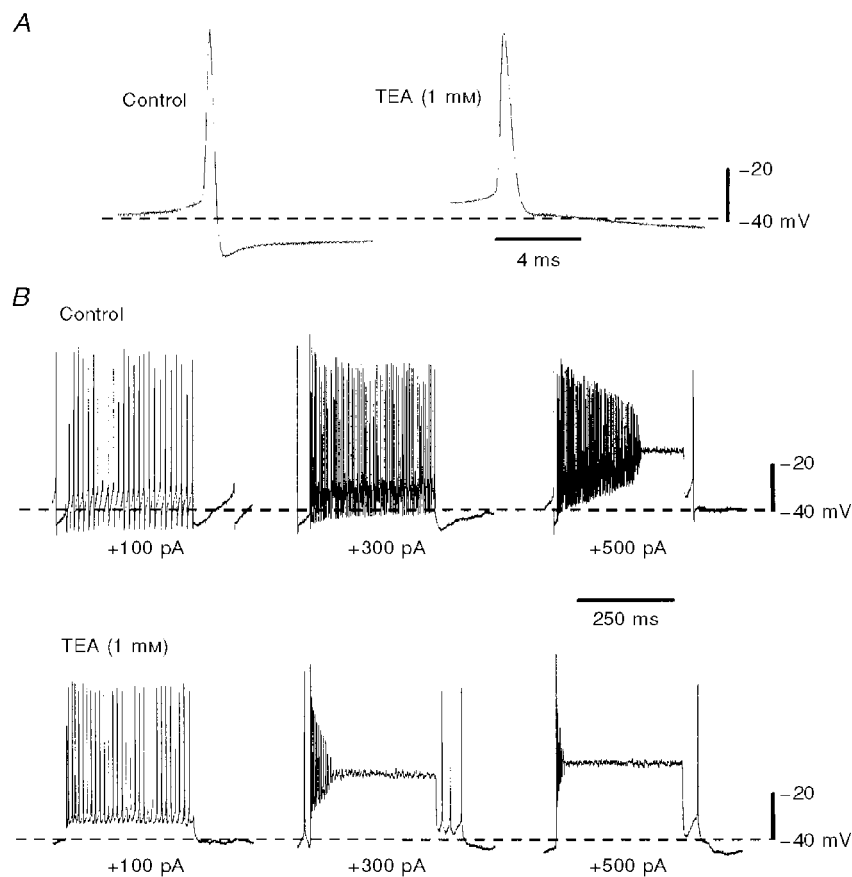 A
Control
TEA (1 mM)
−20
−40 mV
4 ms
B
Control
−20
−40 mV
+100 pA
+300 pA
+500 pA
250 ms
TEA (1 mM)
−20
−40 mV
+100 pA
+300 pA
+500 pA